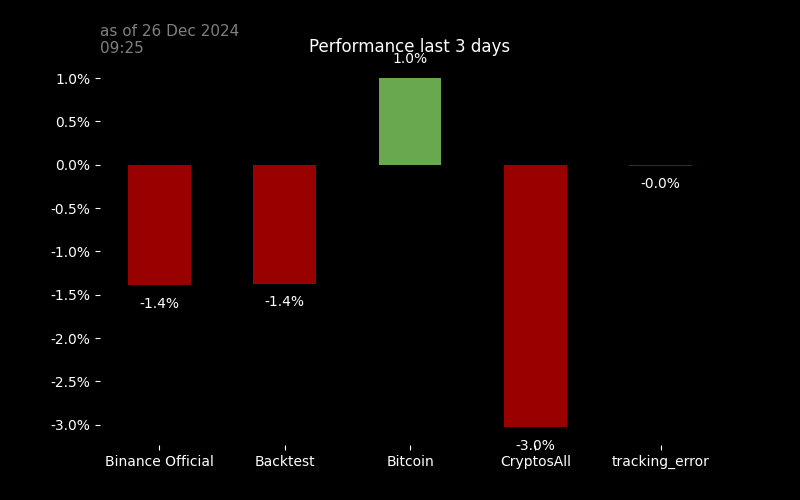 as of 26 Dec 2024
09:25
Performance last 3 days
1.0%
1.0%
0.5%
0.0%
-0.0%
-0.5%
-1.0%
-1.4%
-1.4%
-1.5%
-2.0%
-2.5%
-3.0%
-3.0%
Binance Official
Backtest
Bitcoin
CryptosAll
tracking_error